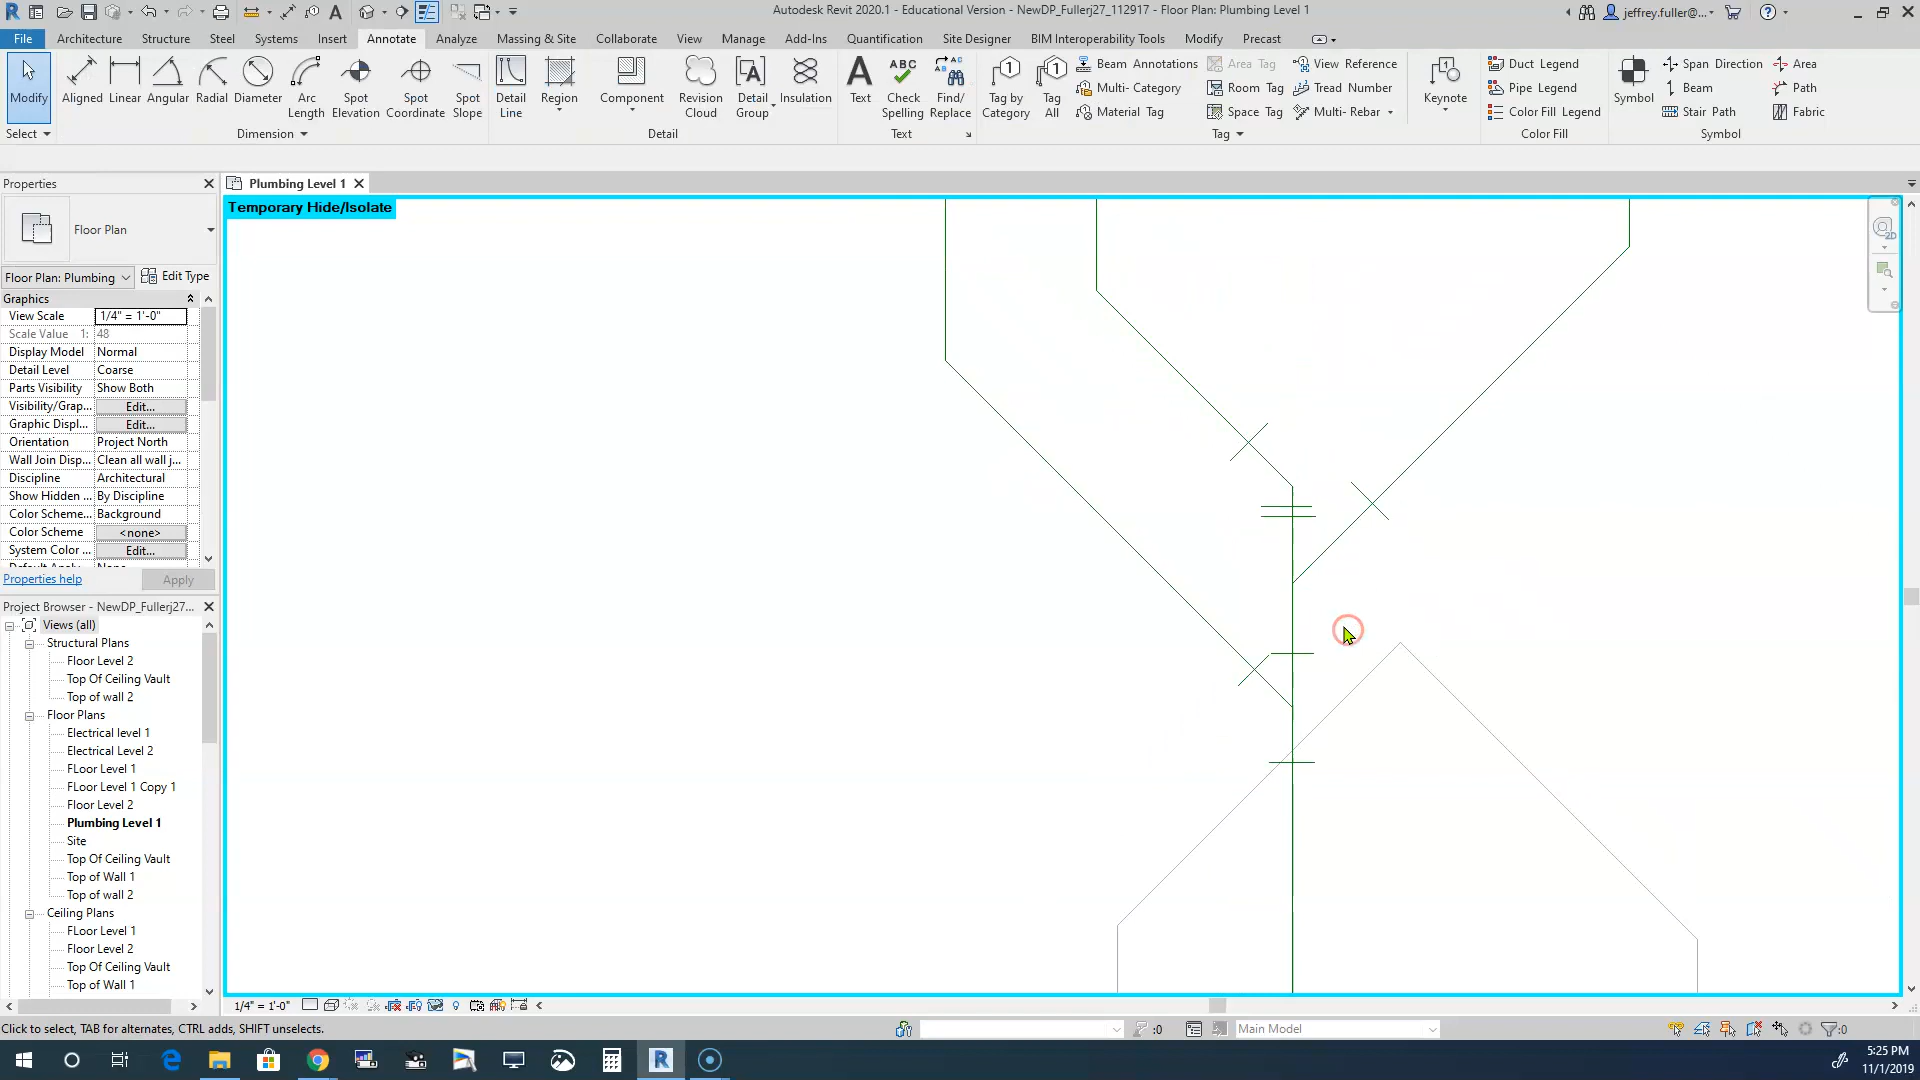 Autodesk Revit 2020.1 - Educational Version - NewDP_Fullerj27_112917 - Floor Plan: Plumbing Level 1
jeffrey.fuller@...
File Architecture Structure Steel Systems Insert Annotate Analyze Massing & Site Collaborate View Manage Add-Ins Quantification Site Designer BIM Interoperability Tools Modify Precast
Modify
Aligned Linear Angular Radial Diameter Arc Length Spot Elevation Spot Coordinate Spot Slope
Detail Line Region Component Revision Cloud Detail Group Insulation
Text Check Spelling Find/ Replace
Tag by Category Tag All
Beam Annotations Area Tag View Reference
Multi- Category Room Tag Tread Number
Material Tag Space Tag Multi- Rebar
Keynote
Duct Legend
Pipe Legend
Color Fill Legend
Symbol
Span Direction Area
Beam Path
Stair Path Fabric
Select Dimension Detail Text Tag Color Fill Symbol
Properties
Floor Plan
Floor Plan: Plumbing Edit Type
Graphics
View Scale 1/4" = 1'-0"
Scale Value 1: 48
Display Model Normal
Detail Level Coarse
Parts Visibility Show Both
Visibility/Grap... Edit...
Graphic Displ... Edit...
Orientation Project North
Wall Join Disp... Clean all wall j...
Discipline Architectural
Show Hidden ... By Discipline
Color Scheme... Background
Color Scheme <none>
System Color ... Edit...
Properties help Apply
Project Browser - NewDP_Fullerj27...
Views (all)
Structural Plans
Floor Level 2
Top Of Ceiling Vault
Top of wall 2
Floor Plans
Electrical level 1
Electrical Level 2
FLoor Level 1
FLoor Level 1 Copy 1
Floor Level 2
Plumbing Level 1
Site
Top Of Ceiling Vault
Top of Wall 1
Top of wall 2
Ceiling Plans
FLoor Level 1
Floor Level 2
Top Of Ceiling Vault
Top of Wall 1
Plumbing Level 1
Temporary Hide/Isolate
2D
1/4" = 1'-0"
Click to select, TAB for alternates, CTRL adds, SHIFT unselects.
:0
Main Model
:0
5:25 PM
11/1/2019